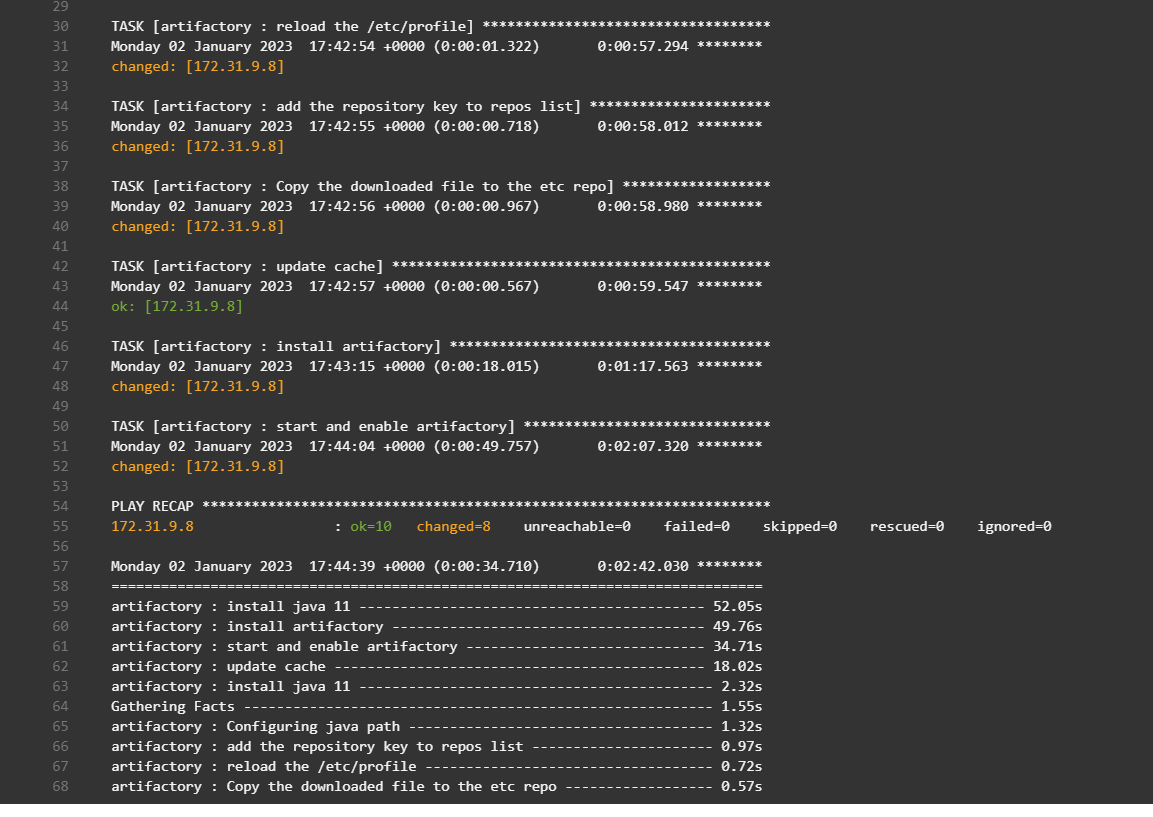 29
30 TASK [artifactory : reload the /etc/profile] ***********************************
31 Monday 02 January 2023  17:42:54 +0000 (0:00:01.322)       0:00:57.294 ********
32 changed: [172.31.9.8]
33
34 TASK [artifactory : add the repository key to repos list] **********************
35 Monday 02 January 2023  17:42:55 +0000 (0:00:00.718)       0:00:58.012 ********
36 changed: [172.31.9.8]
37
38 TASK [artifactory : Copy the downloaded file to the etc repo] ******************
39 Monday 02 January 2023  17:42:56 +0000 (0:00:00.967)       0:00:58.980 ********
40 changed: [172.31.9.8]
41
42 TASK [artifactory : update cache] **********************************************
43 Monday 02 January 2023  17:42:57 +0000 (0:00:00.567)       0:00:59.547 ********
44 ok: [172.31.9.8]
45
46 TASK [artifactory : install artifactory] ***************************************
47 Monday 02 January 2023  17:43:15 +0000 (0:00:18.015)       0:01:17.563 ********
48 changed: [172.31.9.8]
49
50 TASK [artifactory : start and enable artifactory] ******************************
51 Monday 02 January 2023  17:44:04 +0000 (0:00:49.757)       0:02:07.320 ********
52 changed: [172.31.9.8]
53
54 PLAY RECAP *********************************************************************
55 172.31.9.8                 : ok=10   changed=8    unreachable=0    failed=0    skipped=0    rescued=0    ignored=0
56
57 Monday 02 January 2023  17:44:39 +0000 (0:00:34.710)       0:02:42.030 ********
58 ===============================================================================
59 artifactory : install java 11 ------------------------------------------ 52.05s
60 artifactory : install artifactory -------------------------------------- 49.76s
61 artifactory : start and enable artifactory ----------------------------- 34.71s
62 artifactory : update cache --------------------------------------------- 18.02s
63 artifactory : install java 11 ------------------------------------------- 2.32s
64 Gathering Facts --------------------------------------------------------- 1.55s
65 artifactory : Configuring java path ------------------------------------- 1.32s
66 artifactory : add the repository key to repos list ---------------------- 0.97s
67 artifactory : reload the /etc/profile ----------------------------------- 0.72s
68 artifactory : Copy the downloaded file to the etc repo ------------------ 0.57s